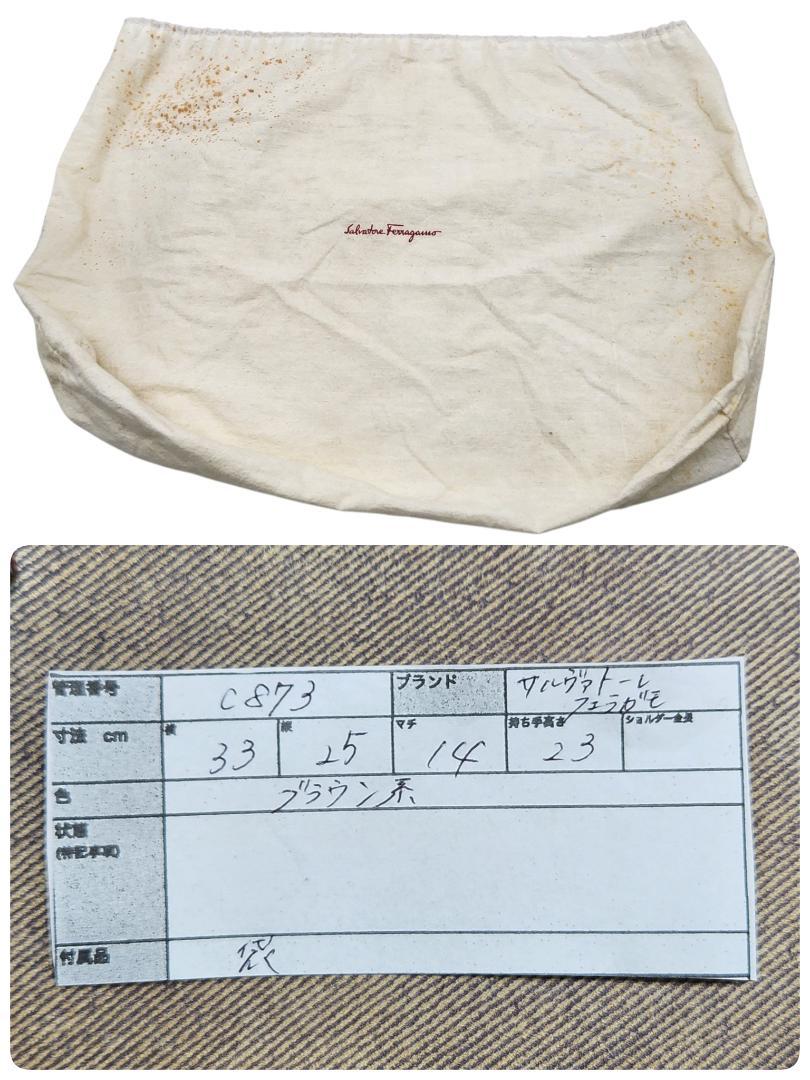 Salvatore Ferragamo
管理番号 C873 ブランド サルヴァトーレ
フェラガモ
寸法 cm 横 33 縦 25 マチ 14 持ち手高さ 23 ショルダー全長
色 ブラウン系
状態
(特記事項)
付属品 袋